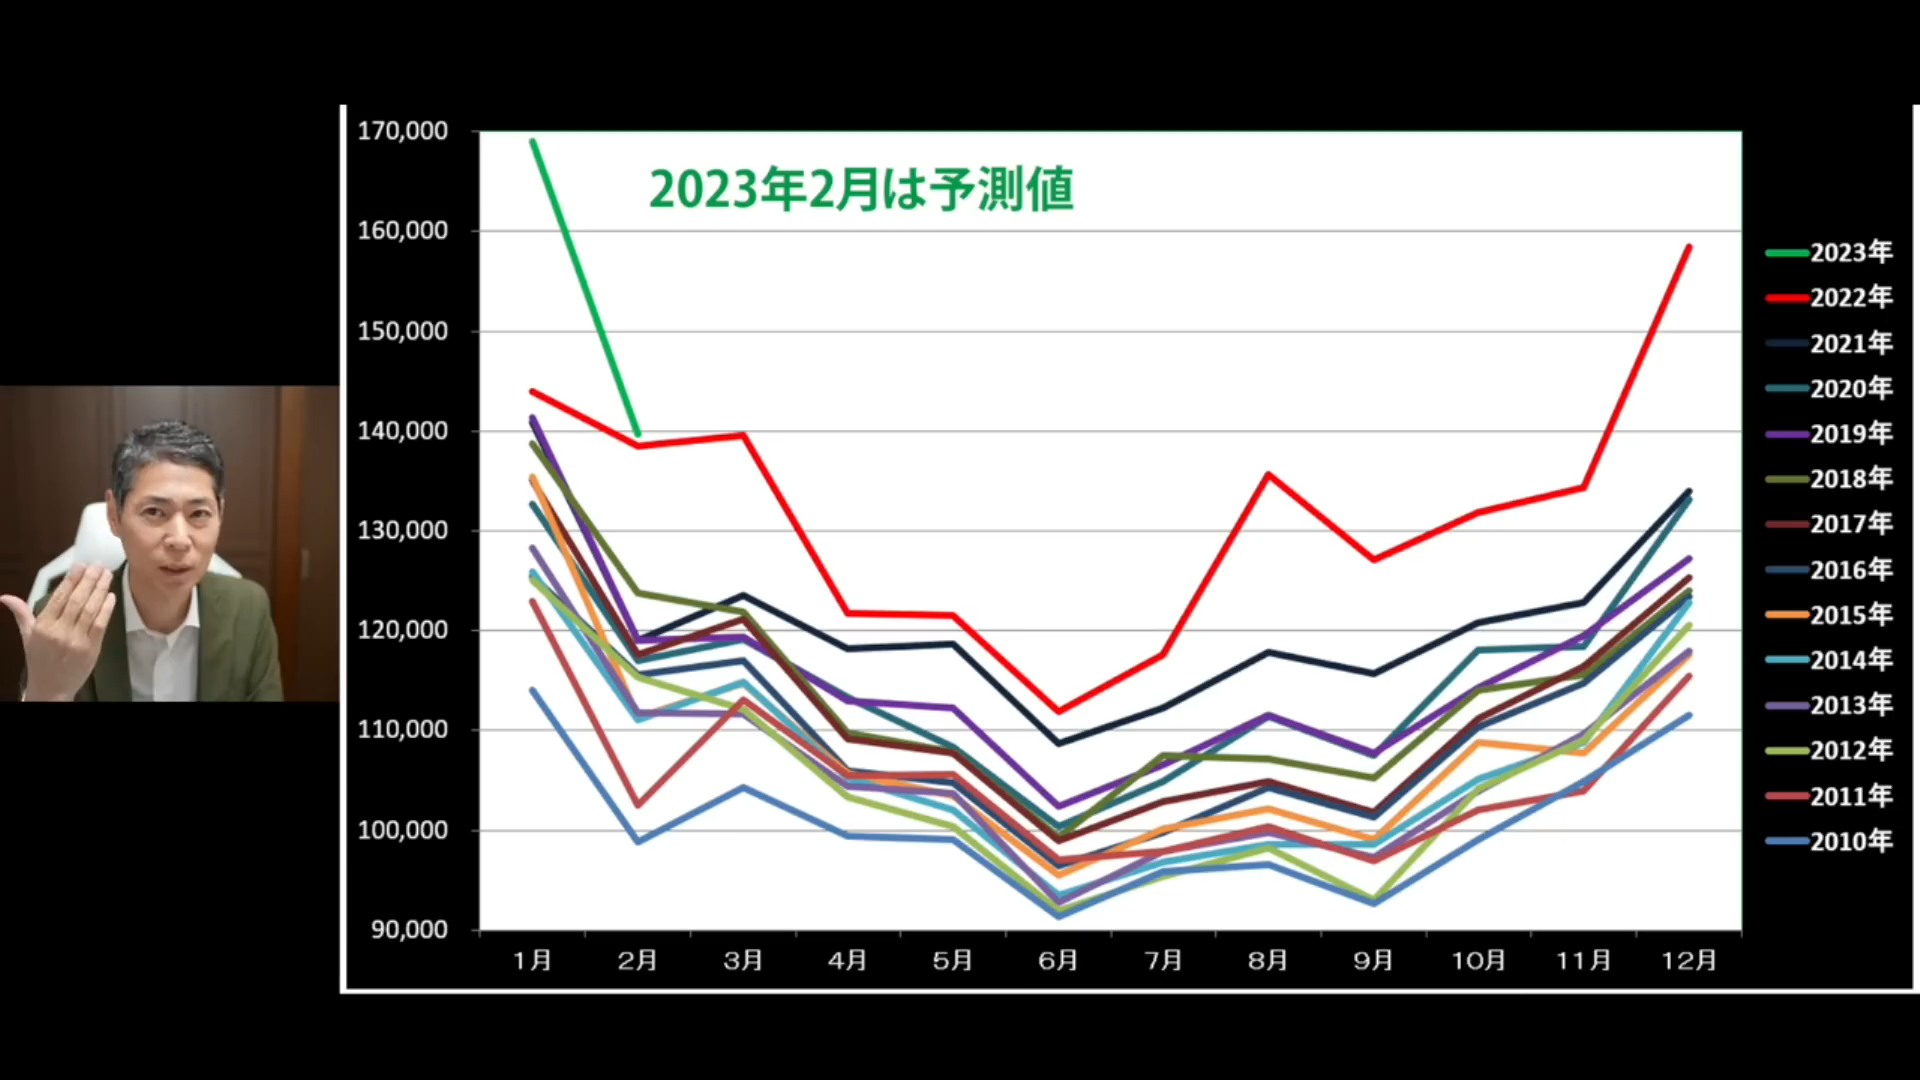 2023年2月は予測値
170,000
160,000
150,000
140,000
130,000
120,000
110,000
100,000
90,000
1月 2月 3月 4月 5月 6月 7月 8月 9月 10月 11月 12月
2023年
2022年
2021年
2020年
2019年
2018年
2017年
2016年
2015年
2014年
2013年
2012年
2011年
2010年